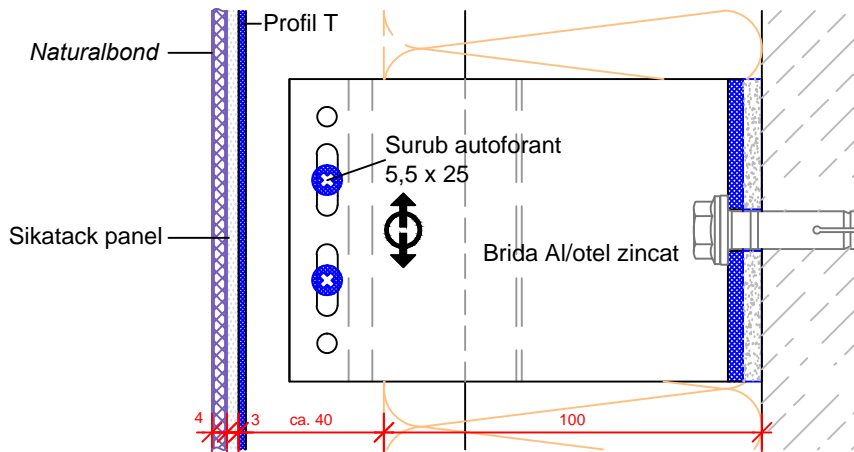 Profil T
Naturalbond
Surub autoforant
5,5 x 25
Sikatack panel
Brida Al/otel zincat
4
3
ca. 40
100